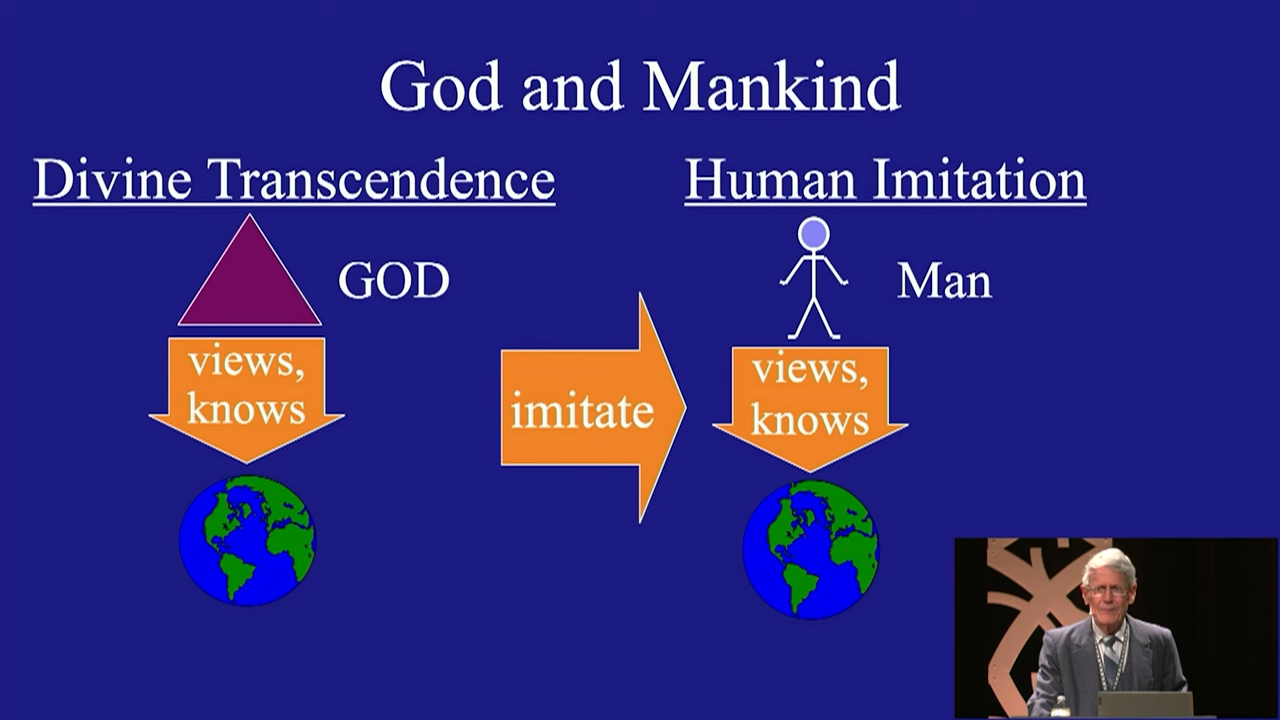 God and Mankind
Divine Transcendence
GOD
views,
knows
imitate
Human Imitation
Man
views,
knows